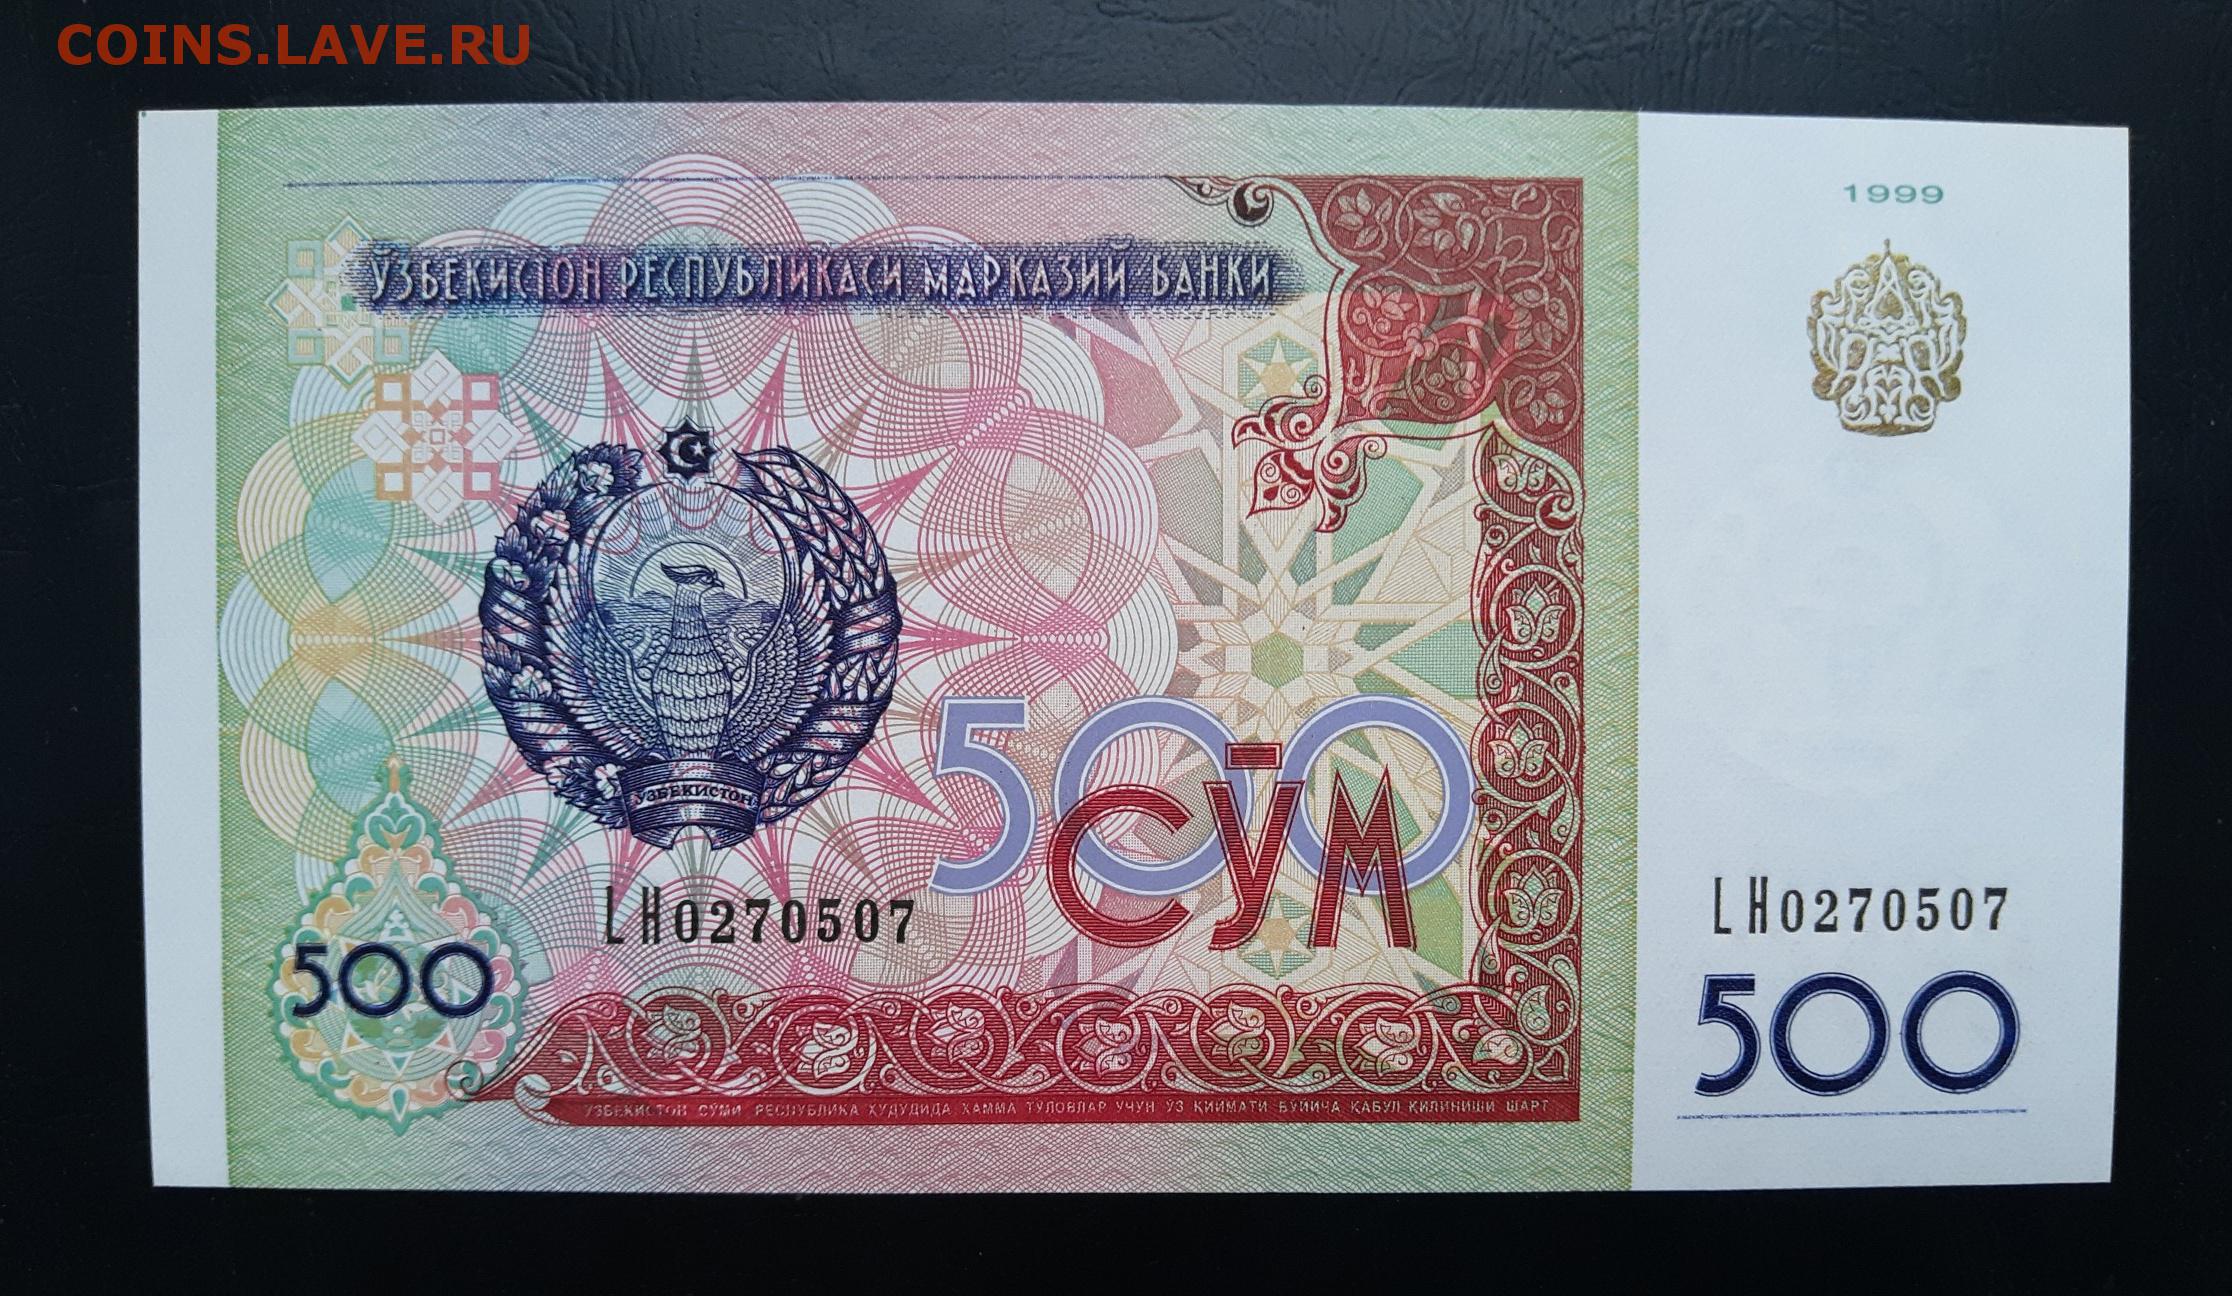 COINS.LAVE.RU
1999
ЎЗБЕКИСТОН РЕСПУБЛИКАСИ МАРКАЗИЙ БАНКИ
ЎЗБЕКИСТОН
500
СЎМ
LH0270507
LH0270507
500
500
ЎЗБЕКИСТОН СЎМИ РЕСПУБЛИКА ҲУДУДИДА ҲАММА ТЎЛОВЛАР УЧУН ЎЗ ҚИЙМАТИ БЎЙИЧА ҚАБУЛ ҚИЛИНИШИ ШАРТ